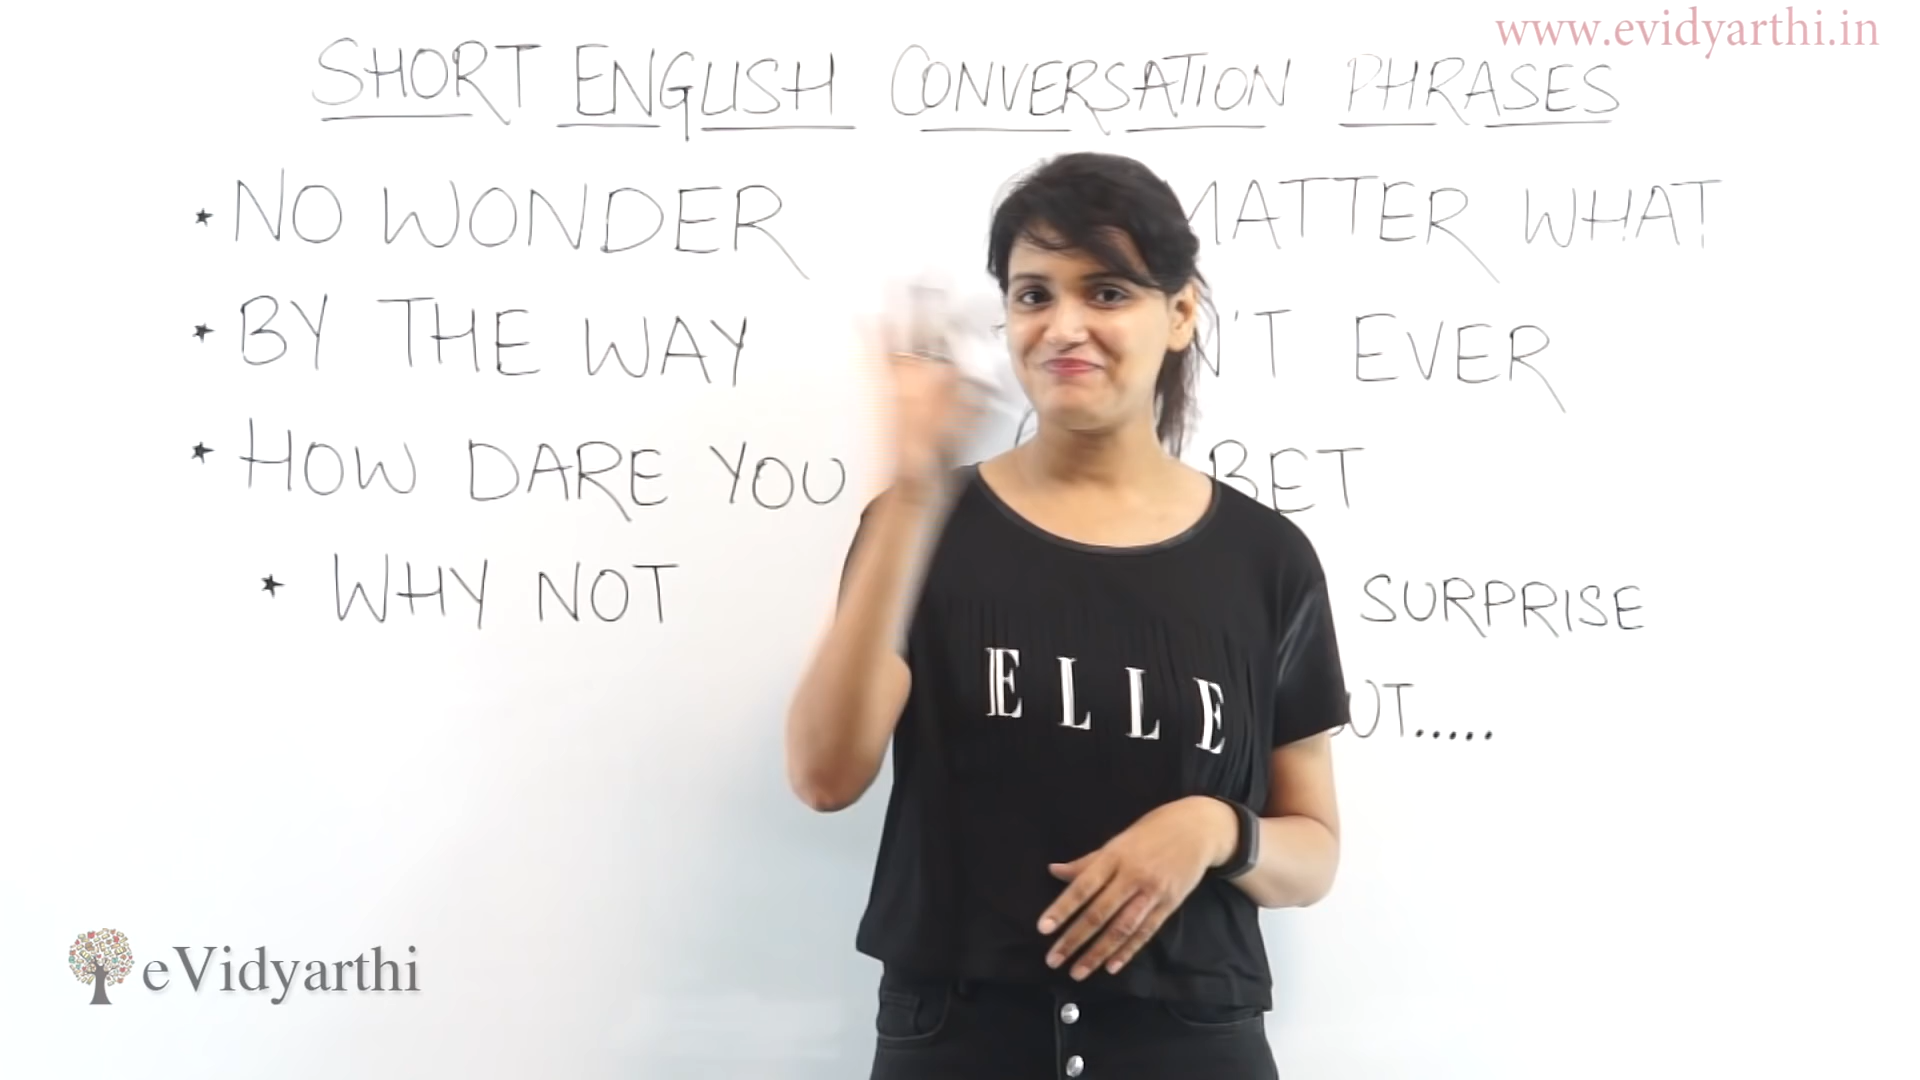 www.evidyarthi.in
SHORT ENGLISH CONVERSATION PHRASES
* NO WONDER
MATTER WHAT
* BY THE WAY
N'T EVER
* HOW DARE YOU
BET
* WHY NOT
SURPRISE
UT.....
ELLE
eVidyarthi